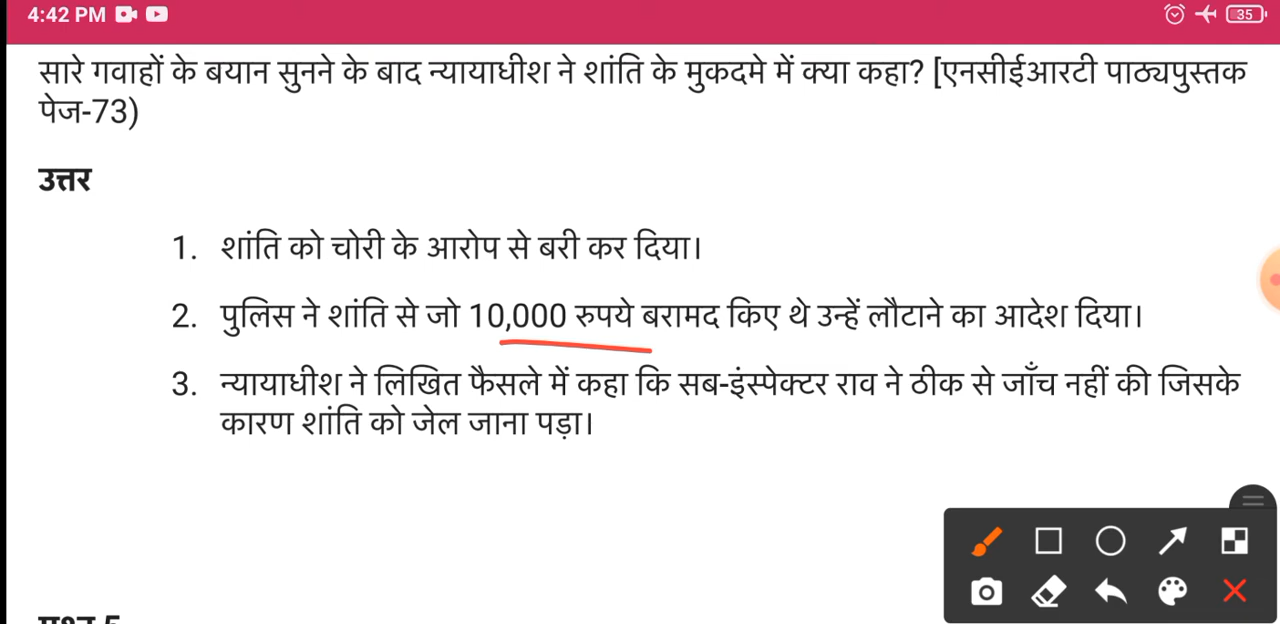 4:42 PM
35
सारे गवाहों के बयान सुनने के बाद न्यायाधीश ने शांति के मुकदमे में क्या कहा? [एनसीईआरटी पाठ्यपुस्तक
पेज-73)
उत्तर
1. शांति को चोरी के आरोप से बरी कर दिया।
2. पुलिस ने शांति से जो 10,000 रुपये बरामद किए थे उन्हें लौटाने का आदेश दिया।
3. न्यायाधीश ने लिखित फैसले में कहा कि सब-इंस्पेक्टर राव ने ठीक से जाँच नहीं की जिसके
कारण शांति को जेल जाना पड़ा।